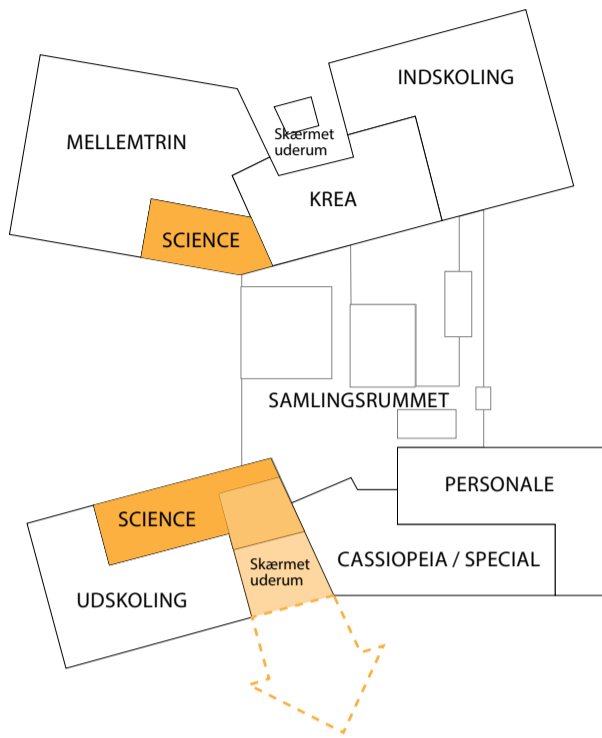 INDSKOLING
MELLEMTRIN
Skærmet
uderum
KREA
SCIENCE
SAMLINGSRUMMET
PERSONALE
SCIENCE
CASSIOPEIA / SPECIAL
Skærmet
uderum
UDSKOLING